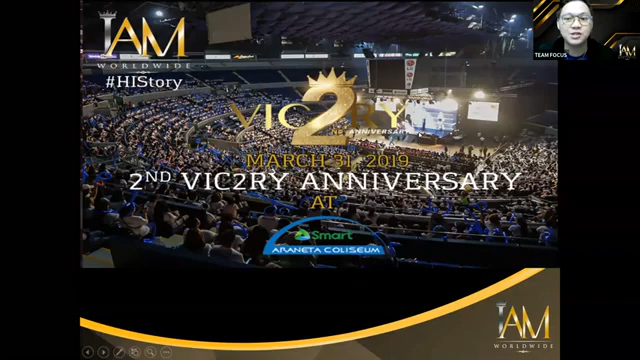 IAM
WORLDWIDE
#HIStory
VIC2RY
ANNIVERSARY
MARCH 31, 2019
2ND VIC2RY ANNIVERSARY
AT
Smart
ARANETA COLISEUM
TEAM FOCUS
IAM
IAM
WORLDWIDE